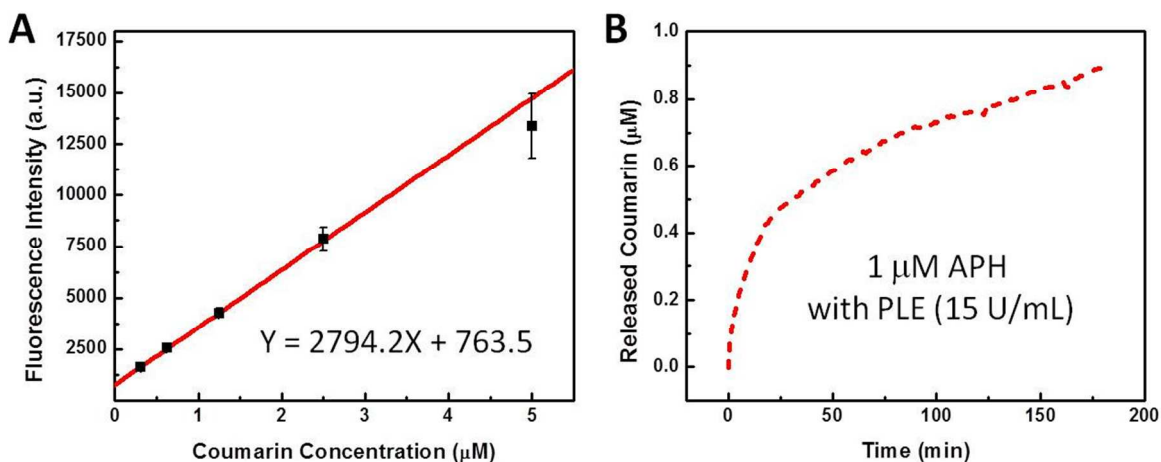 A
17500
15000
12500
10000
7500
5000
2500
Fluorescence Intensity (a.u.)
Y = 2794.2X + 763.5
0 1 2 3 4 5
Coumarin Concentration (μM)
B
1.0
0.8
0.6
0.4
0.2
0.0
Released Coumarin (μM)
1 μM APH
with PLE (15 U/mL)
0 50 100 150 200
Time (min)